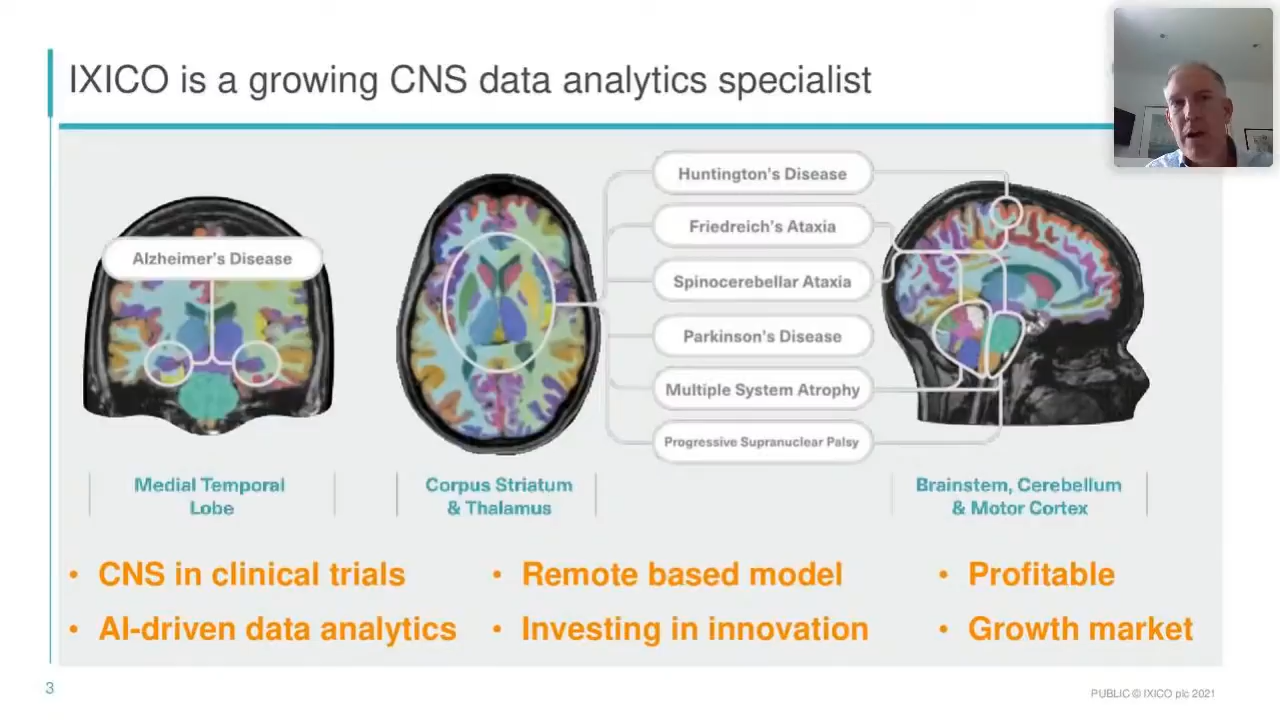 IXICO is a growing CNS data analytics specialist
Alzheimer's Disease
Huntington's Disease
Friedreich's Ataxia
Spinocerebellar Ataxia
Parkinson's Disease
Multiple System Atrophy
Progressive Supranuclear Palsy
Medial Temporal
Lobe
Corpus Striatum
& Thalamus
Brainstem, Cerebellum
& Motor Cortex
• CNS in clinical trials
• AI-driven data analytics
• Remote based model
• Investing in innovation
• Profitable
• Growth market
3
PUBLIC © IXICO plc 2021